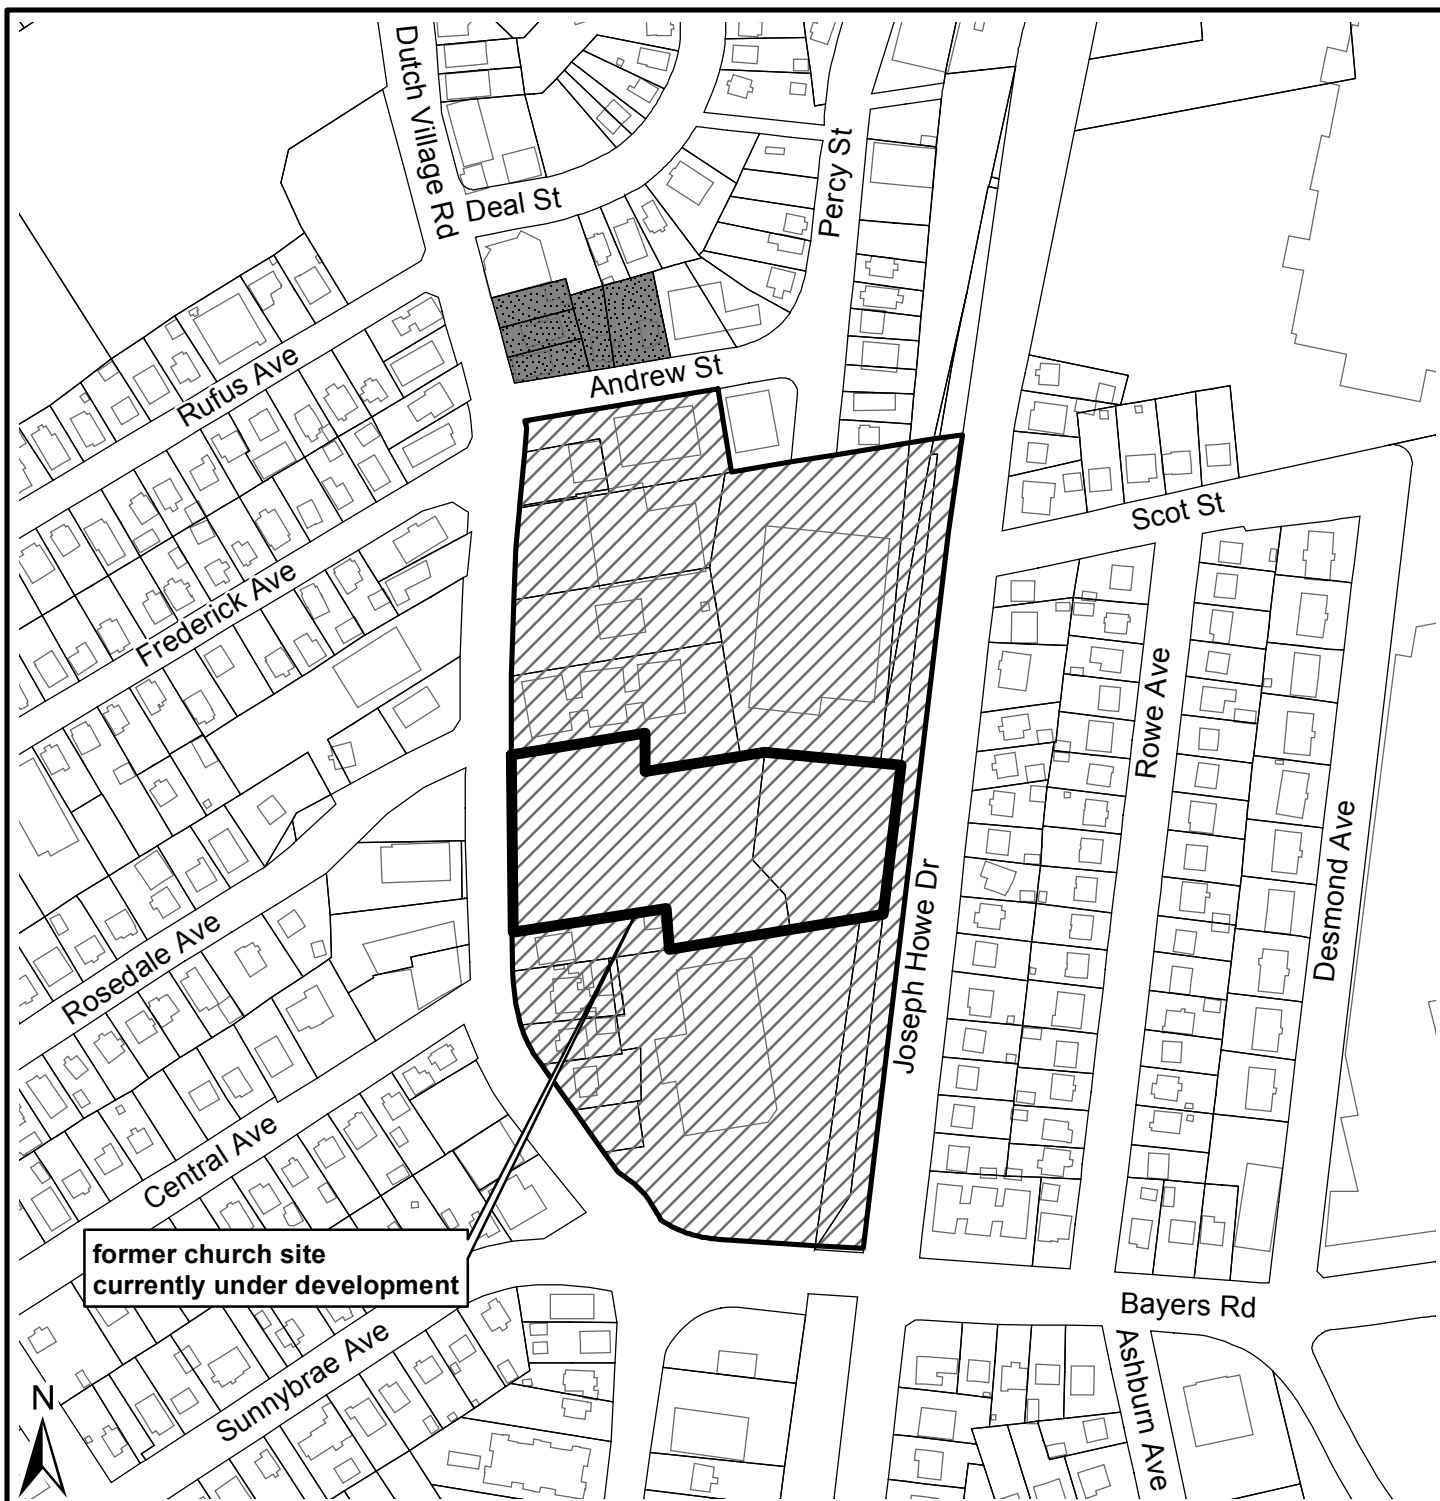 Dutch Village Rd
Deal St
Percy St
Andrew St
Rufus Ave
Scot St
Frederick Ave
Rowe Ave
Desmond Ave
Joseph Howe Dr
Rosedale Ave
Central Ave
former church site
currently under development
Bayers Rd
Sunnybrae Ave
Ashburn Ave
N